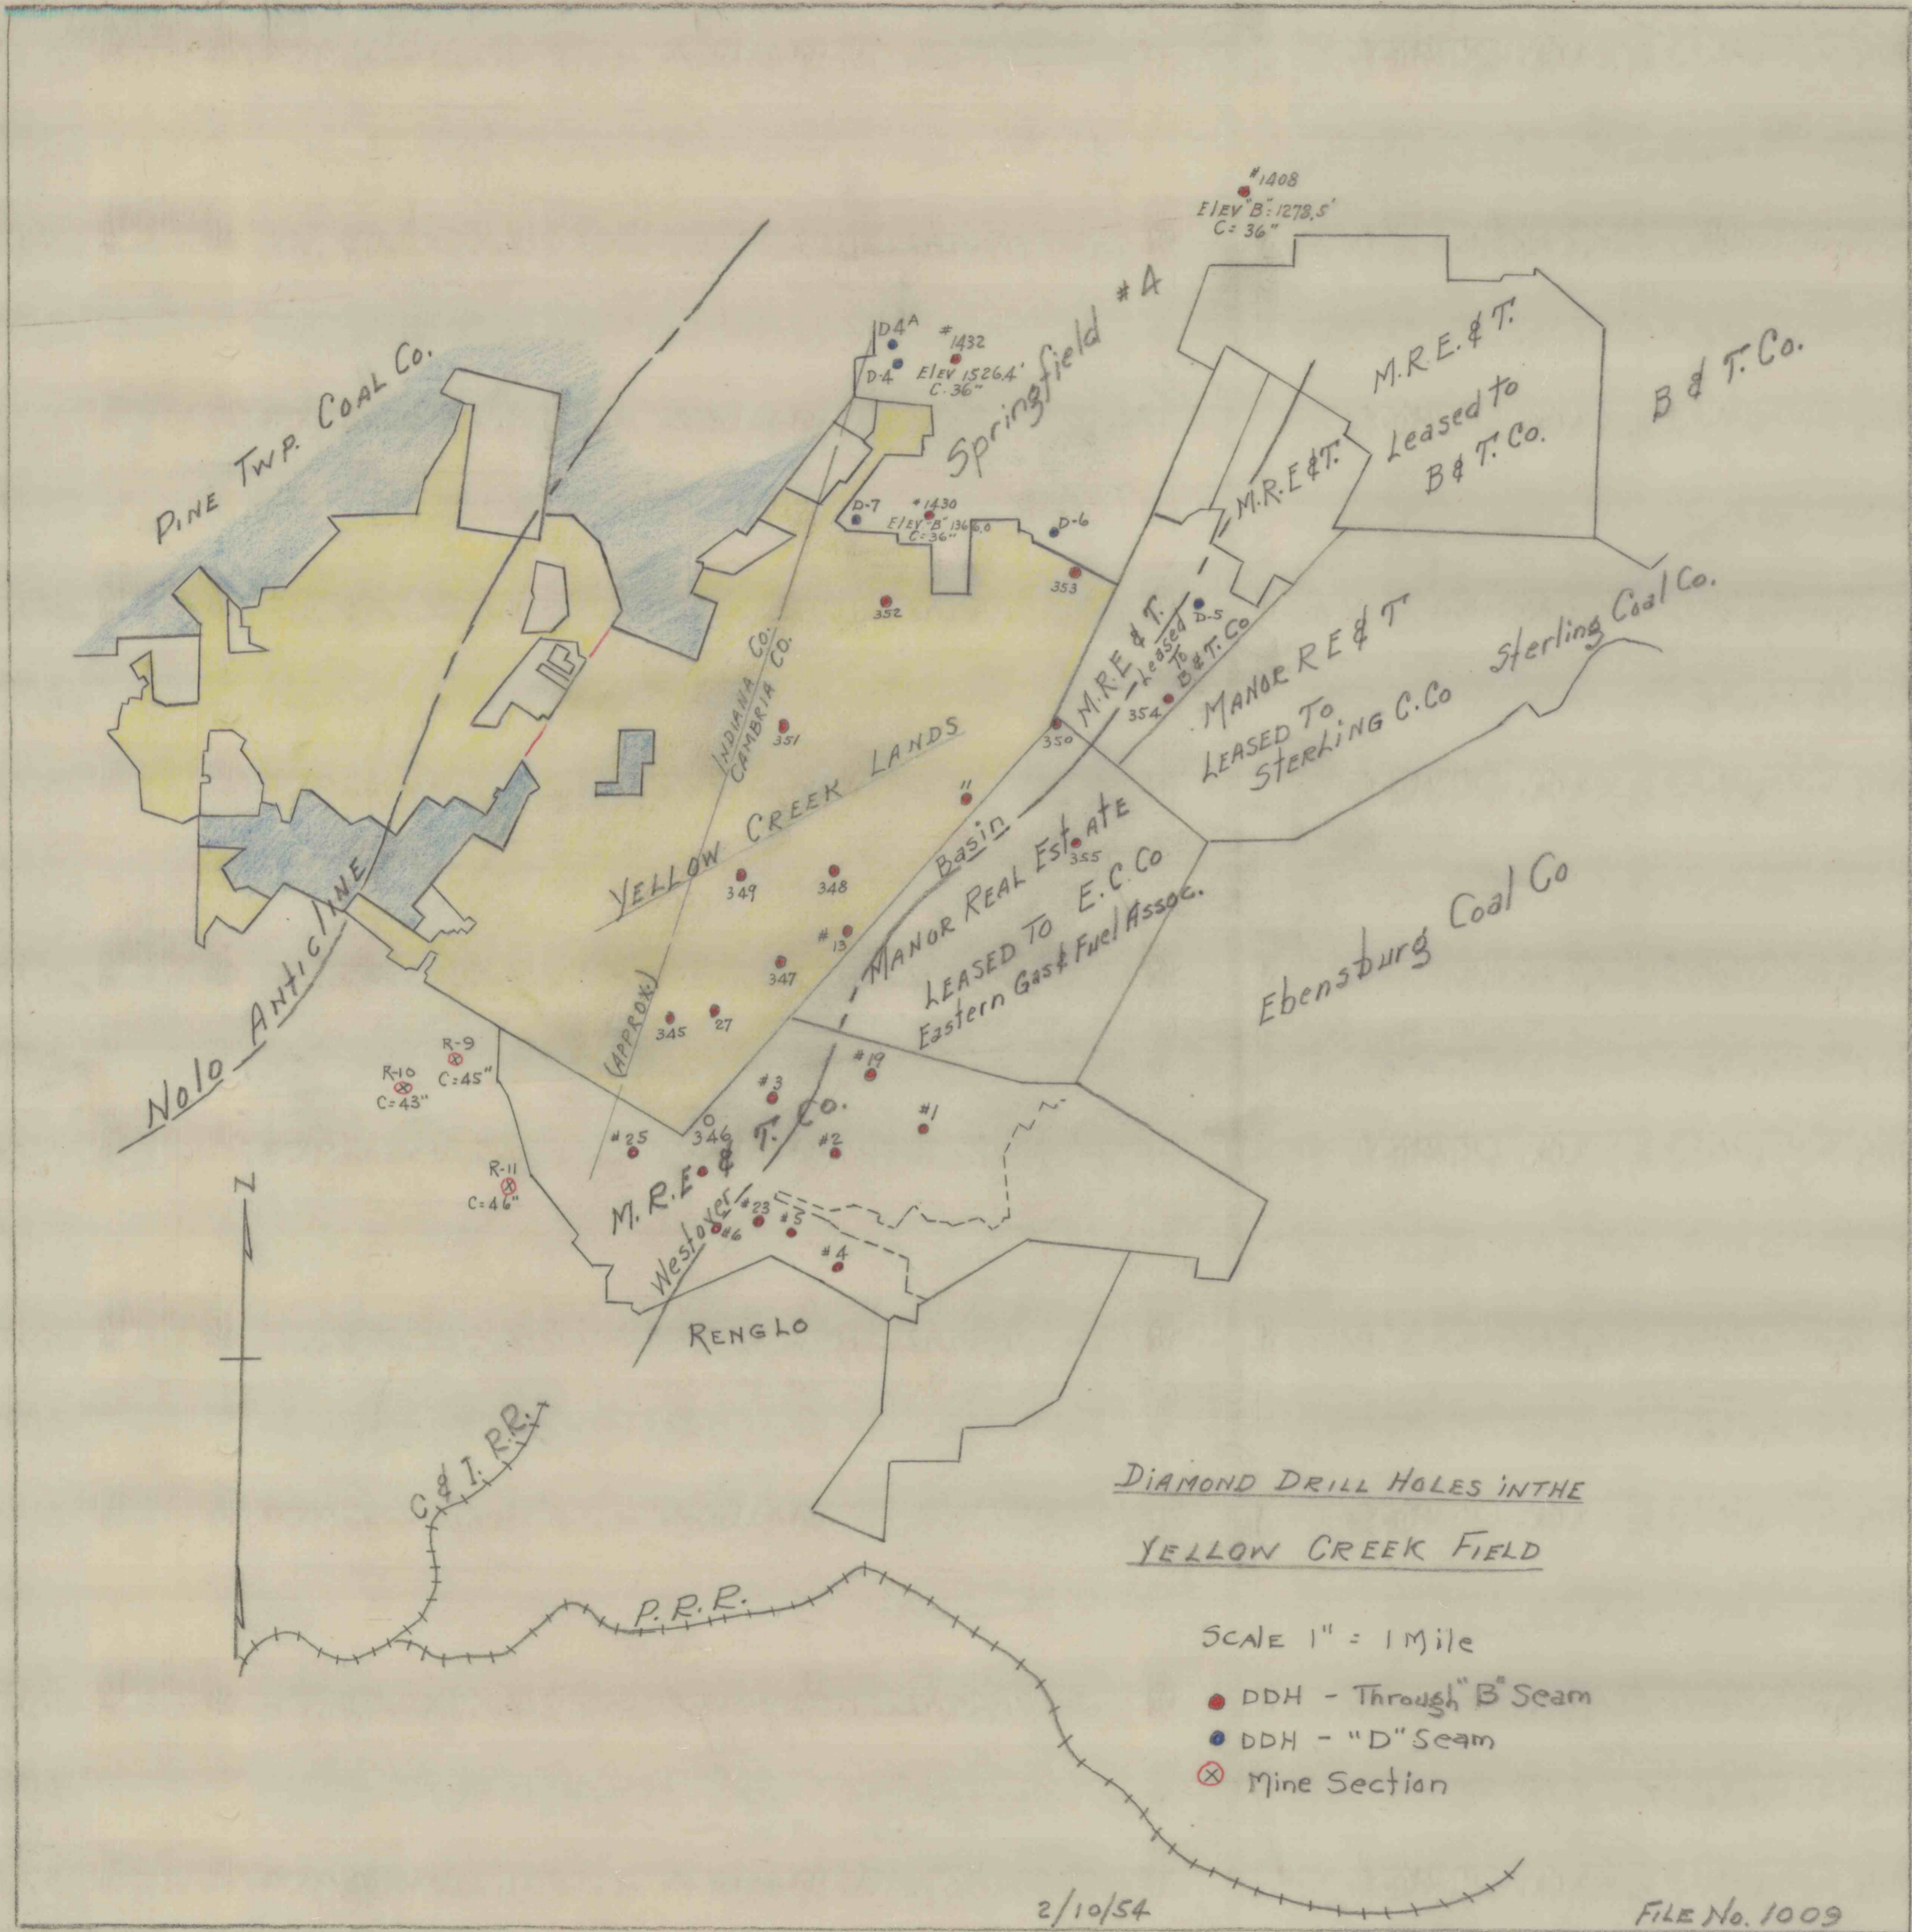 #1408
Elev "B": 1278.5'
C = 36"
Springfield #4
D4A
D-4
#1432
Elev 1526.4'
C. 36"
M.R.E. & T.
Leased to
B & T. Co.
B & T. Co.
PINE TWP. COAL CO.
M.R.E & T.
D-7
#1430
Elev "B" 1366.0
C = 36"
D-6
353
352
M.R.E & T.
Leased
To
B & T. Co
D-5
354
350
MANOR R E & T
LEASED TO
STERLING C. Co
Sterling Coal Co.
INDIANA CO.
CAMBRIA CO.
(APPROX.)
351
YELLOW CREEK LANDS
"
349
348
#13
347
345
27
Basin
MANOR REAL EstATE
355
LEASED TO E.C. Co
Eastern Gas & Fuel Assoc.
Ebensburg Coal Co
Nolo Anticline
R-9
C=45"
R-10
C=43"
R-11
C=46"
#19
#3
#1
#2
346
#25
M.R.E & T. Co.
Westover
#6
#23
#5
#4
RENGLO
N
C & I. R.R.
P.R.R.
DIAMOND DRILL HOLES IN THE
YELLOW CREEK FIELD
SCALE 1" = 1 Mile
DDH - Through "B" Seam
DDH - "D" Seam
Mine Section
2/10/54
FILE No. 1009